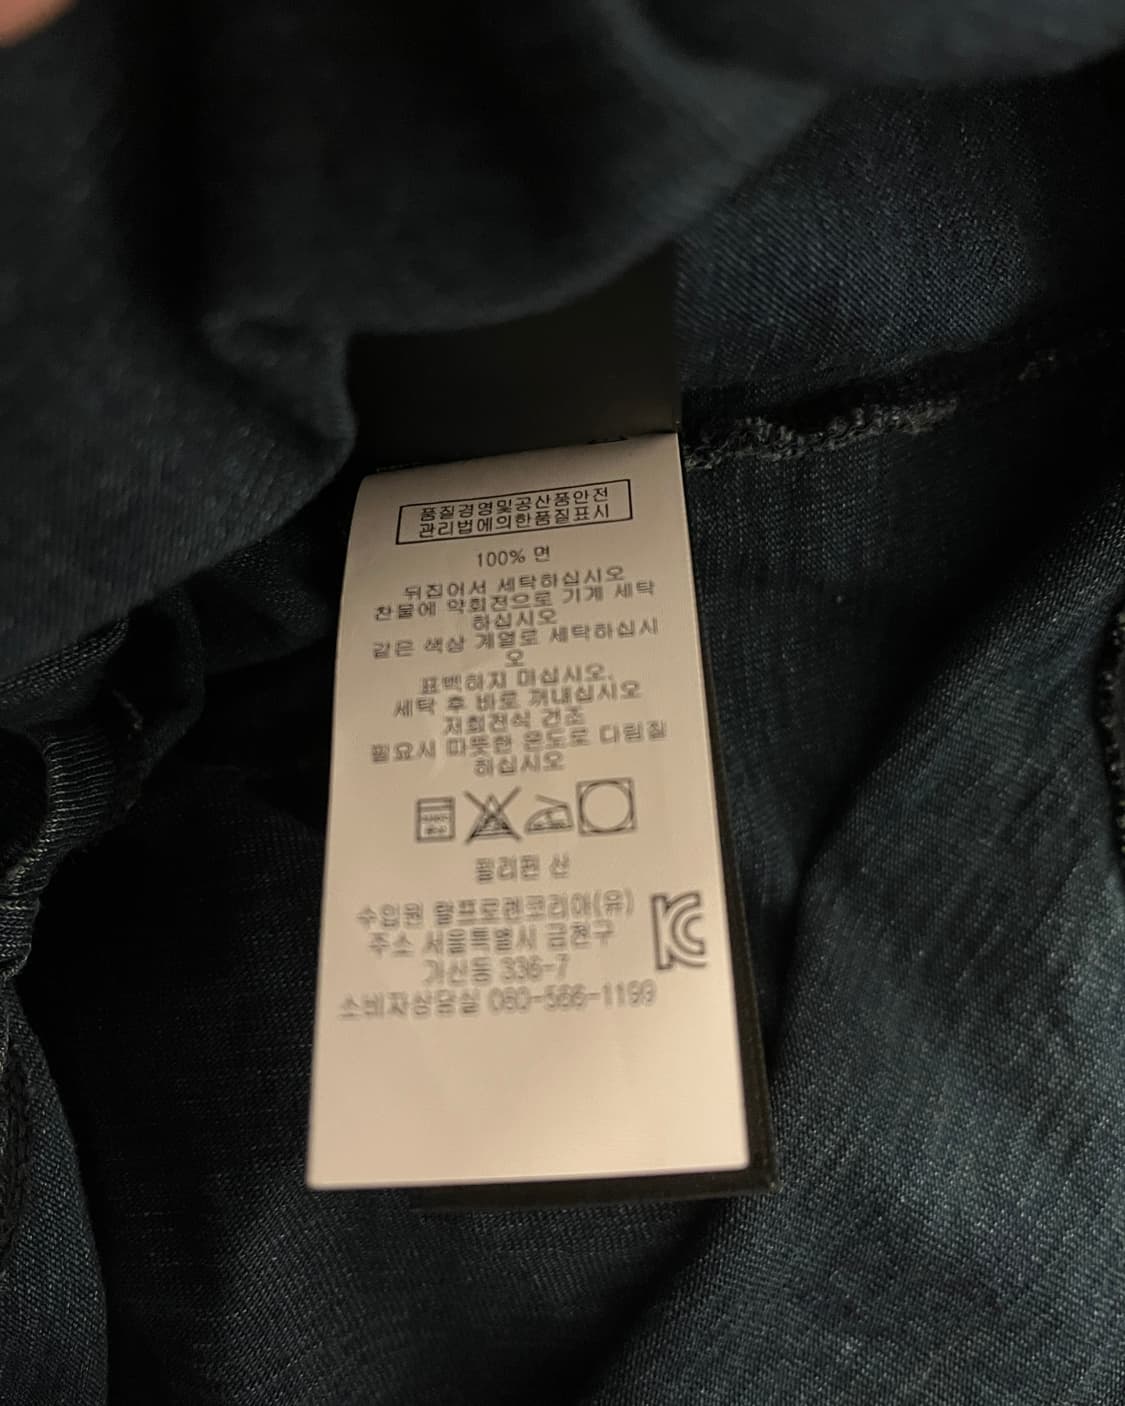 품질경영및공산품안전
관리법에의한품질표시
100% 면
뒤집어서 세탁하십시오
찬물에 약회전으로 기계 세탁
하십시오
같은 색상 계열로 세탁하십시
오
표백하지 마십시오.
세탁 후 바로 꺼내십시오
저회전식 건조
필요시 따뜻한 온도로 다림질
하십시오
필리핀 산
수입원 랄프로렌코리아(유)
주소 서울특별시 금천구
가산동 336-7
소비자상담실